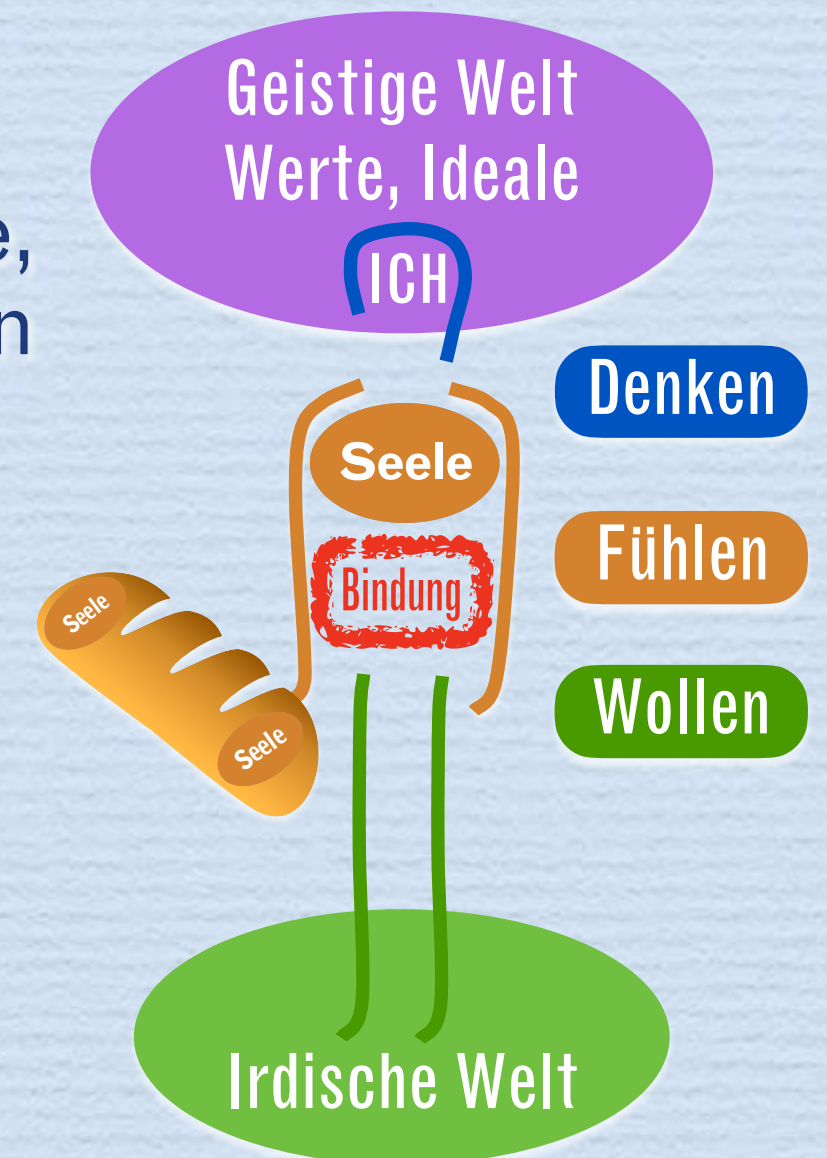 Geistige Welt
Werte, Ideale
e,
n
ICH
Denken
Seele
Fühlen
Bindung
Seele
Wollen
Seele
Irdische Welt